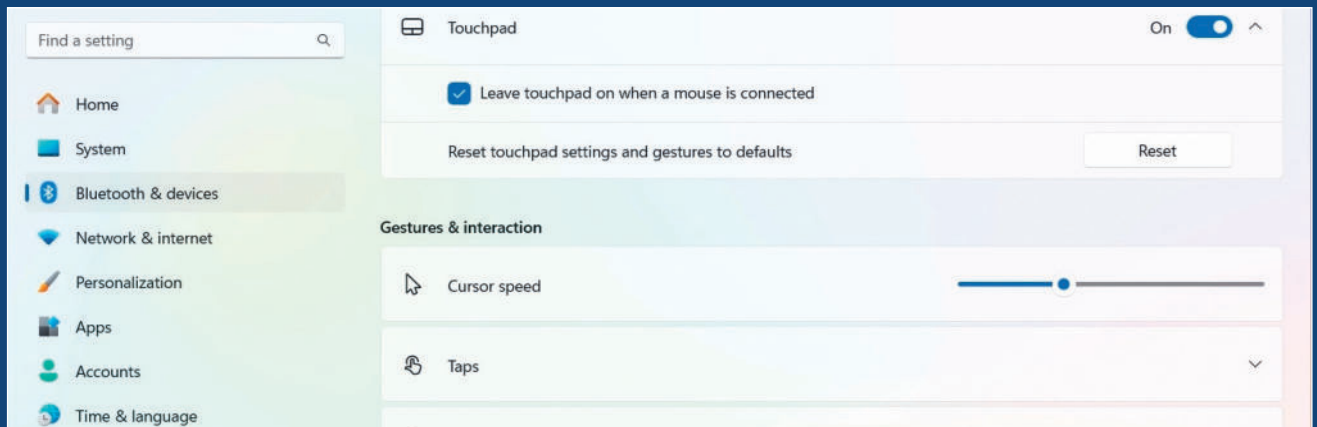 Find a setting
Home
System
Bluetooth & devices
Network & internet
Personalization
Apps
Accounts
Time & language
Touchpad
On
Leave touchpad on when a mouse is connected
Reset touchpad settings and gestures to defaults
Reset
Gestures & interaction
Cursor speed
Taps